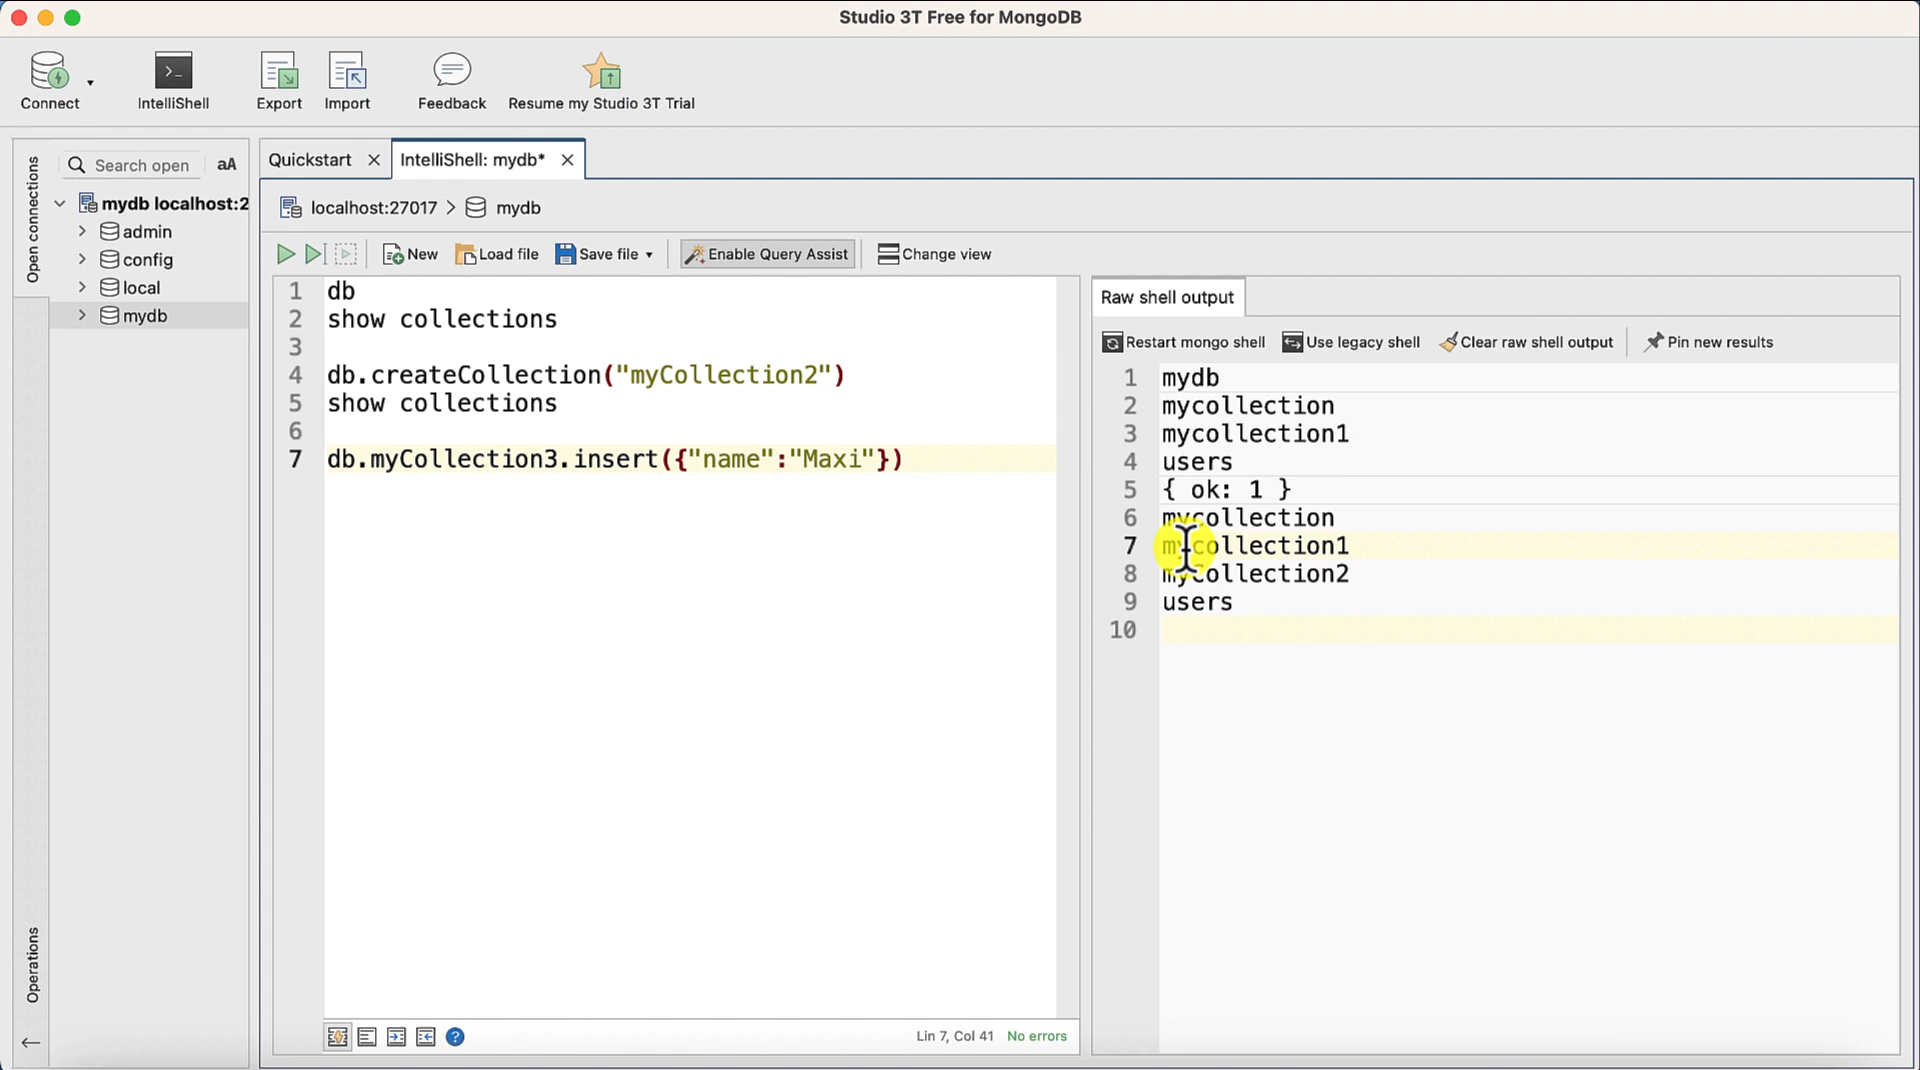 Studio 3T Free for MongoDB
Connect
IntelliShell
Export
Import
Feedback
Resume my Studio 3T Trial
Open connections
Search open
aA
mydb localhost:2
admin
config
local
mydb
Operations
Quickstart
IntelliShell: mydb*
localhost:27017 > mydb
New
Load file
Save file
Enable Query Assist
Change view
1 db
2 show collections
3
4 db.createCollection("myCollection2")
5 show collections
6
7 db.myCollection3.insert({"name":"Maxi"})
Lin 7, Col 41 No errors
Raw shell output
Restart mongo shell
Use legacy shell
Clear raw shell output
Pin new results
1 mydb
2 mycollection
3 mycollection1
4 users
5 { ok: 1 }
6 mycollection
7 mycollection1
8 myCollection2
9 users
10